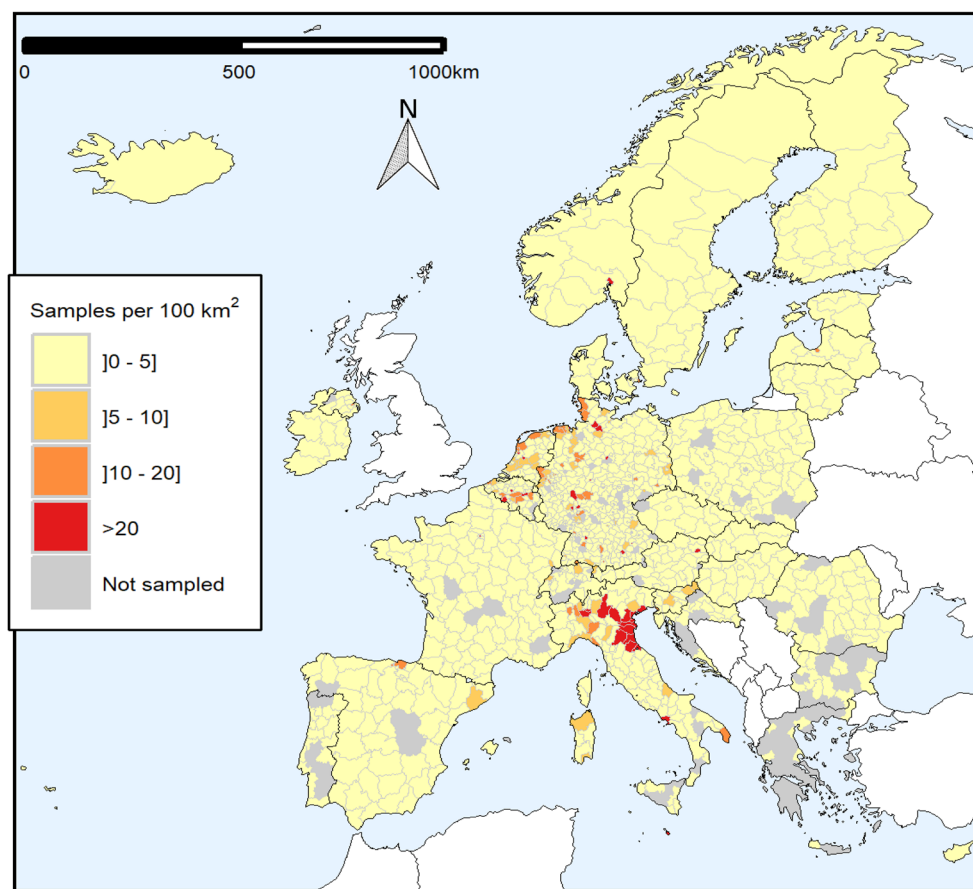 0 500 1000km
N
Samples per 100 km²
]0 - 5]
]5 - 10]
]10 - 20]
>20
Not sampled